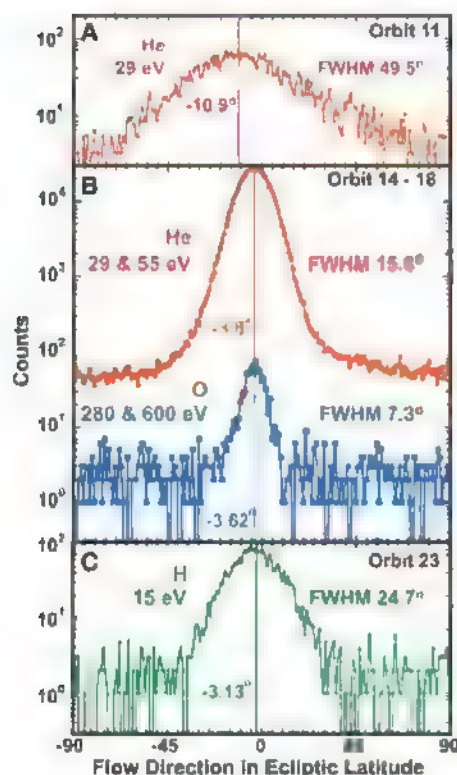 A
Orbit 11
He
29 eV
FWHM 49.5°
-10.9°
10²
10¹
B
Orbit 14 - 18
10⁴
He
29 & 55 eV
FWHM 15.6°
10³
10²
O
280 & 600 eV
FWHM 7.3°
10¹
10⁰
-3.62°
Counts
10²
C
Orbit 23
H
15 eV
FWHM 24.7°
10¹
10⁰
-3.13°
-90
-45
0
90
Flow Direction in Ecliptic Latitude